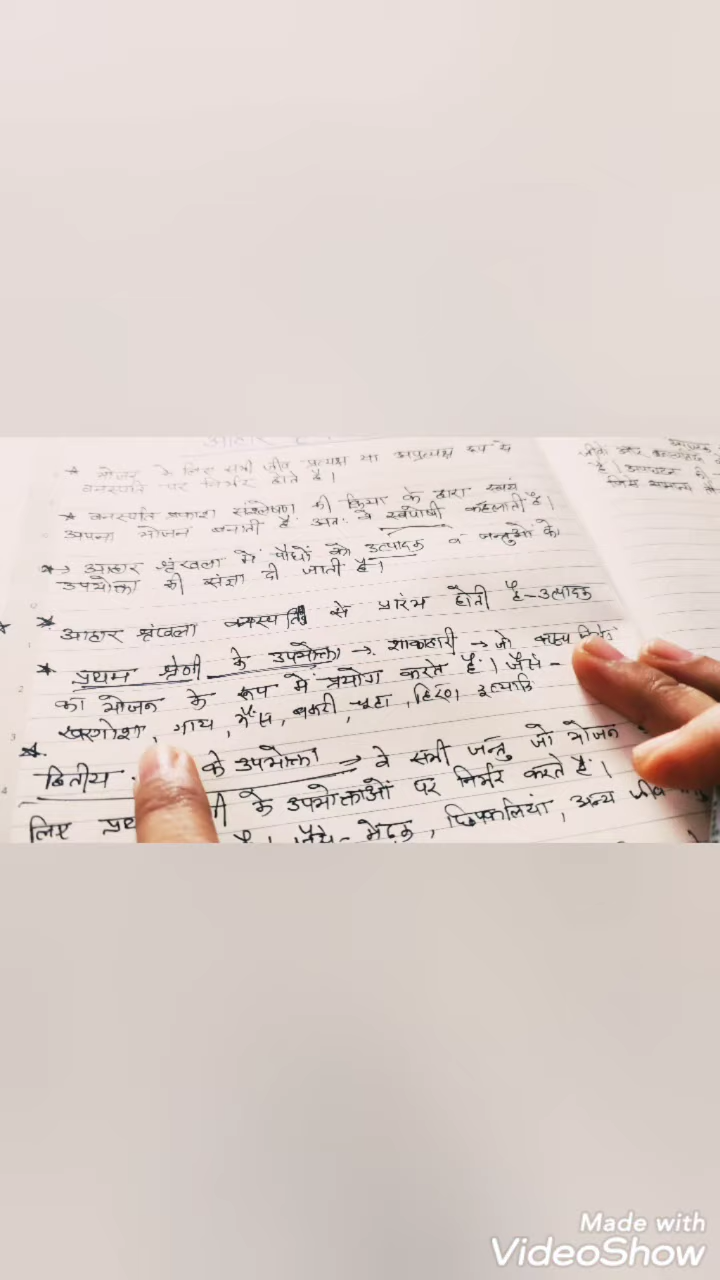 आहार
★ भोजन के लिए सभी जीव प्रत्यक्ष या अप्रत्यक्ष रूप से
वनस्पति पर निर्भर होते है।
★ वनस्पति प्रकाश संश्लेषण की क्रिया के द्वारा स्वयं
अपना भोजन बनाती है अतः वे स्वपोषी कहलाती है।
★→ आहार श्रृंखला में पौधों को उत्पादक व जन्तुओं को
उपभोक्ता की संज्ञा दी जाती है।
★ आहार श्रृंखला वनस्पति से प्रारंभ होती है-उत्पादक
★ प्रथम श्रेणी के उपभोक्ता → शाकाहारी → जो
का भोजन के रूप में प्रयोग करते है। जैसे -
खरगोश, गाय, भैंस, बकरी, चूहा, हिरण इत्यादि
★ द्वितीय के उपभोक्ता ⇒ वे सभी जन्तु जो भोजन
लिए के उपभोक्ताओं पर निर्भर करते हैं।
है। जैसे- मेंढक, छिपकलियां, अन्य
Made with
VideoShow